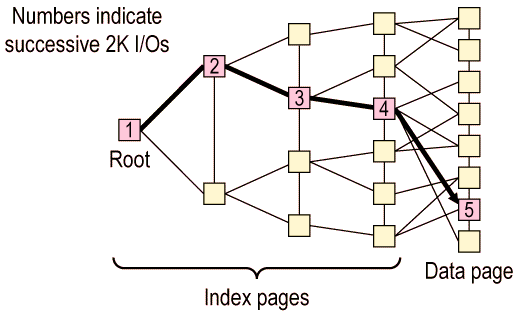 Numbers indicate
successive 2K I/Os
2
3
4
1
Root
5
Data page
Index pages